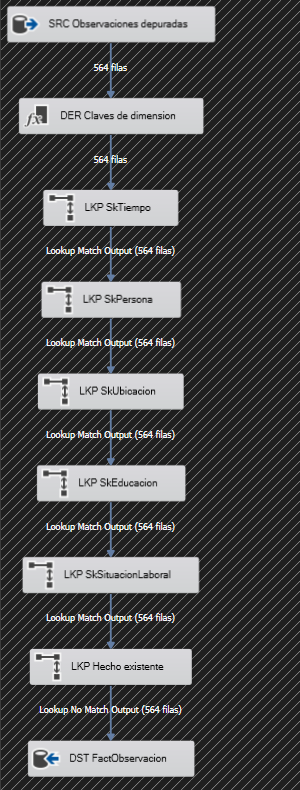 SRC Observaciones depuradas
564 filas
DER Claves de dimension
564 filas
LKP SkTiempo
Lookup Match Output (564 filas)
LKP SkPersona
Lookup Match Output (564 filas)
LKP SkUbicacion
Lookup Match Output (564 filas)
LKP SkEducacion
Lookup Match Output (564 filas)
LKP SkSituacionLaboral
Lookup Match Output (564 filas)
LKP Hecho existente
Lookup No Match Output (564 filas)
DST FactObservacion